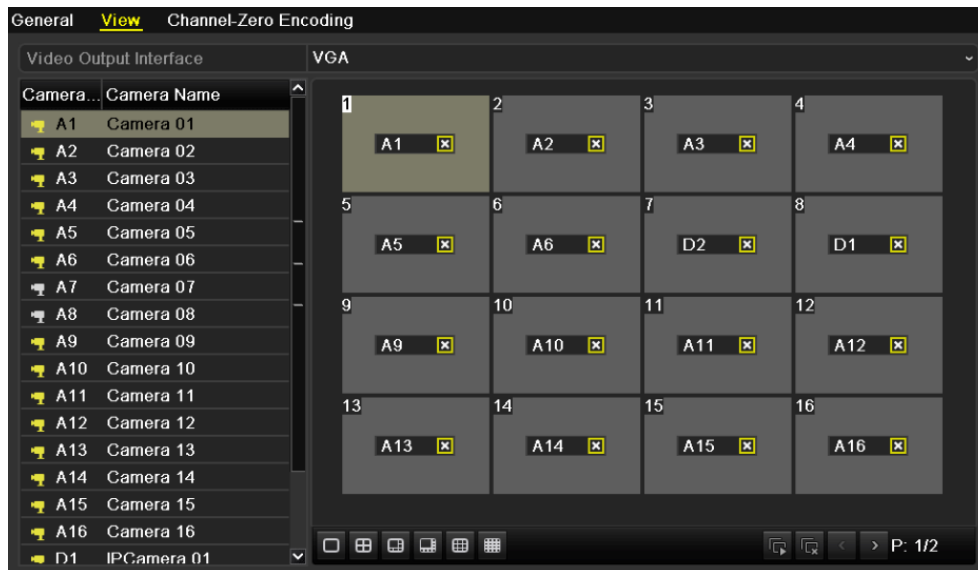 General View Channel-Zero Encoding
Video Output Interface VGA
Camera... Camera Name
A1 Camera 01
A2 Camera 02
A3 Camera 03
A4 Camera 04
A5 Camera 05
A6 Camera 06
A7 Camera 07
A8 Camera 08
A9 Camera 09
A10 Camera 10
A11 Camera 11
A12 Camera 12
A13 Camera 13
A14 Camera 14
A15 Camera 15
A16 Camera 16
D1 IPCamera 01
1 2 3 4
A1 A2 A3 A4
5 6 7 8
A5 A6 D2 D1
9 10 11 12
A9 A10 A11 A12
13 14 15 16
A13 A14 A15 A16
P: 1/2